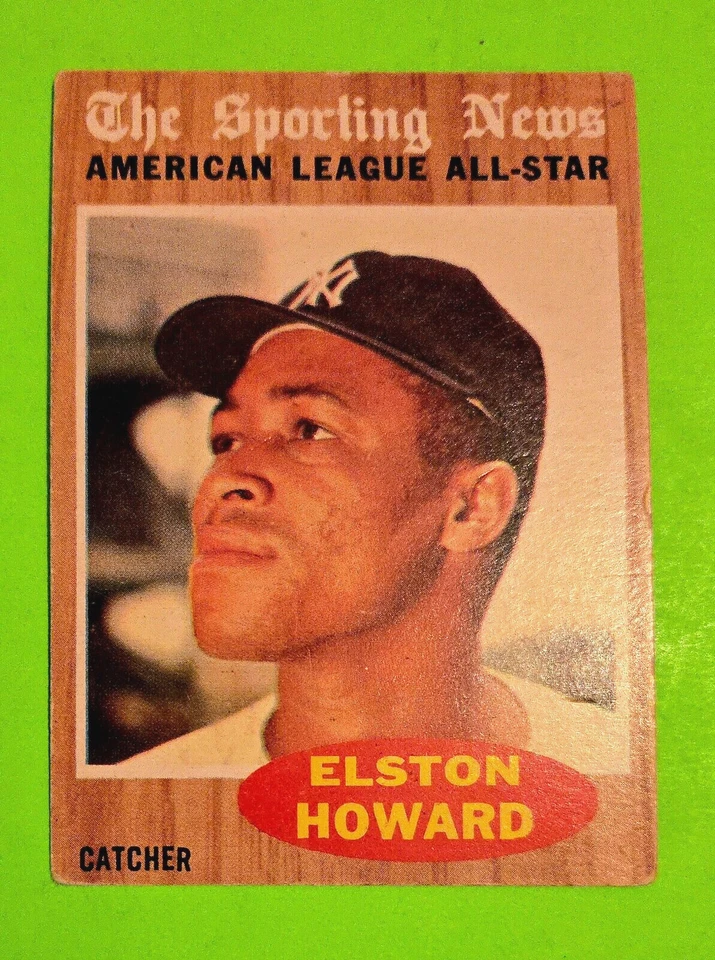 The Sporting News
AMERICAN LEAGUE ALL-STAR
NY
ELSTON
HOWARD
CATCHER